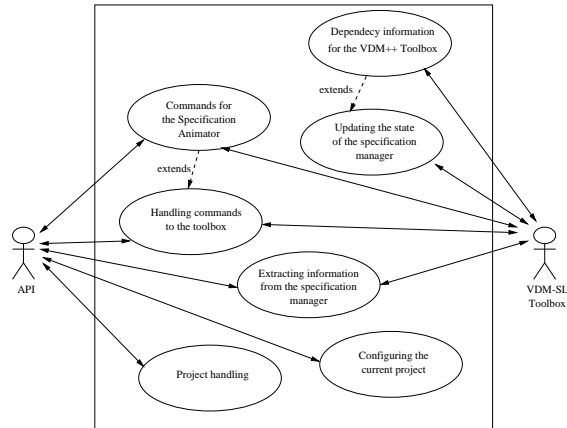 Dependecy information
for the VDM++ Toolbox
extends
Commands for
the Specification
Animator
Updating the state
of the specification
manager
extends
Handling commands
to the toolbox
API
Extracting information
from the specification
manager
VDM-SL
Toolbox
Configuring the
current project
Project handling